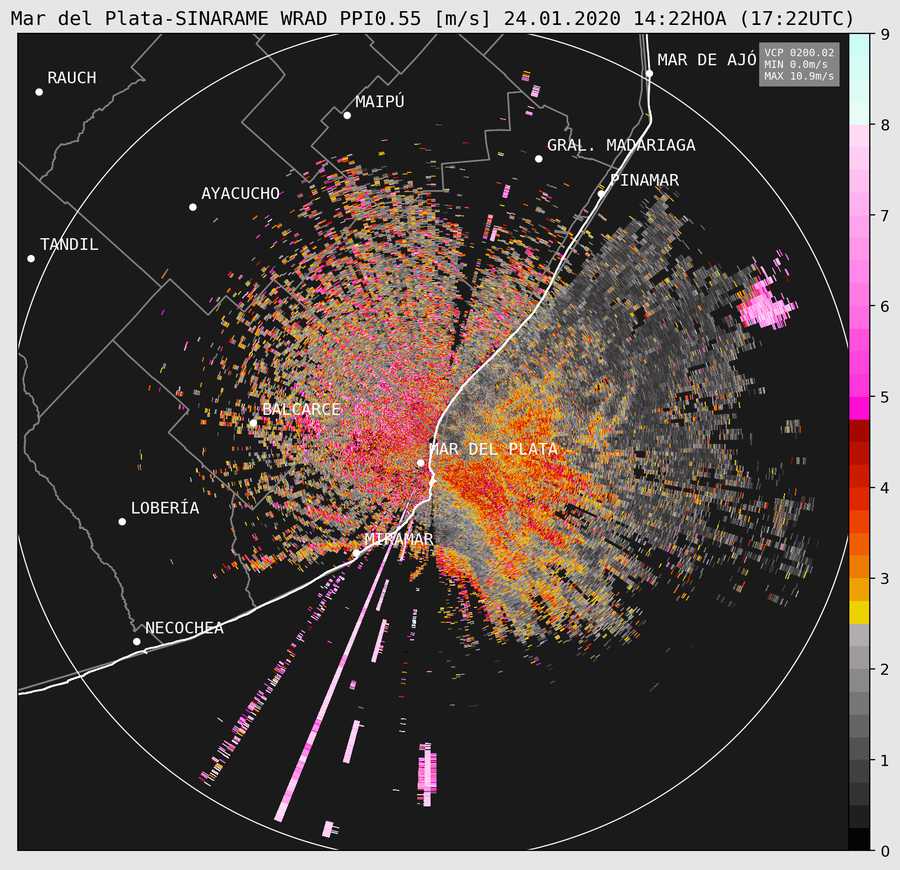 Mar del Plata-SINARAME WRAD PPI0.55 [m/s] 24.01.2020 14:22HOA (17:22UTC)
9
VCP 0200.02
MIN 0.0m/s
MAX 10.9m/s
MAR DE AJÓ
RAUCH
MAIPÚ
8
GRAL. MADARIAGA
PINAMAR
AYACUCHO
7
TANDIL
6
5
BALCARCE
MAR DEL PLATA
4
LOBERÍA
MIRAMAR
3
NECOCHEA
2
1
0